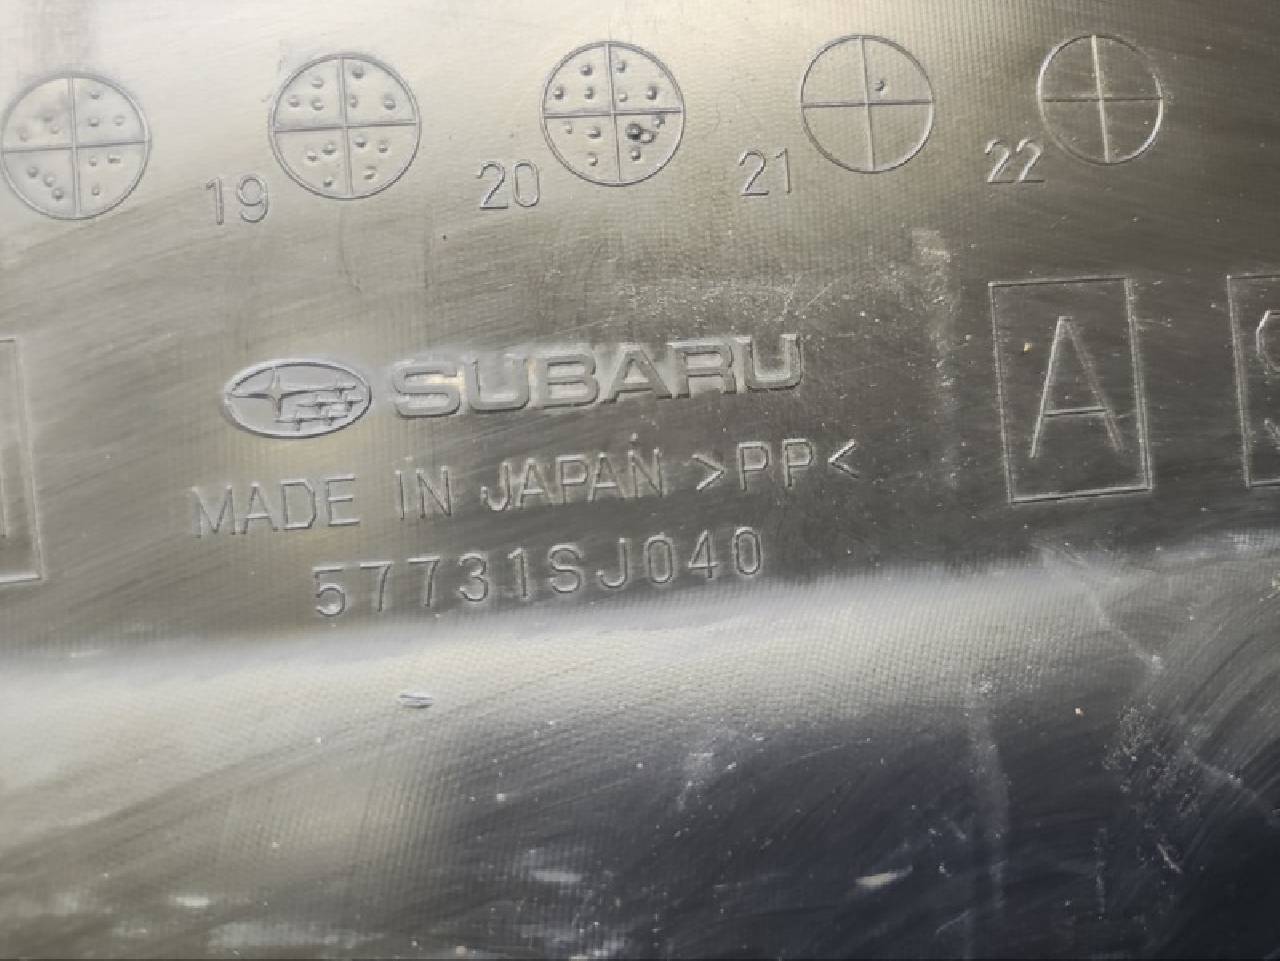 19 20 21 22
SUBARU
A
MADE IN JAPAN >PP<
57731SJ040